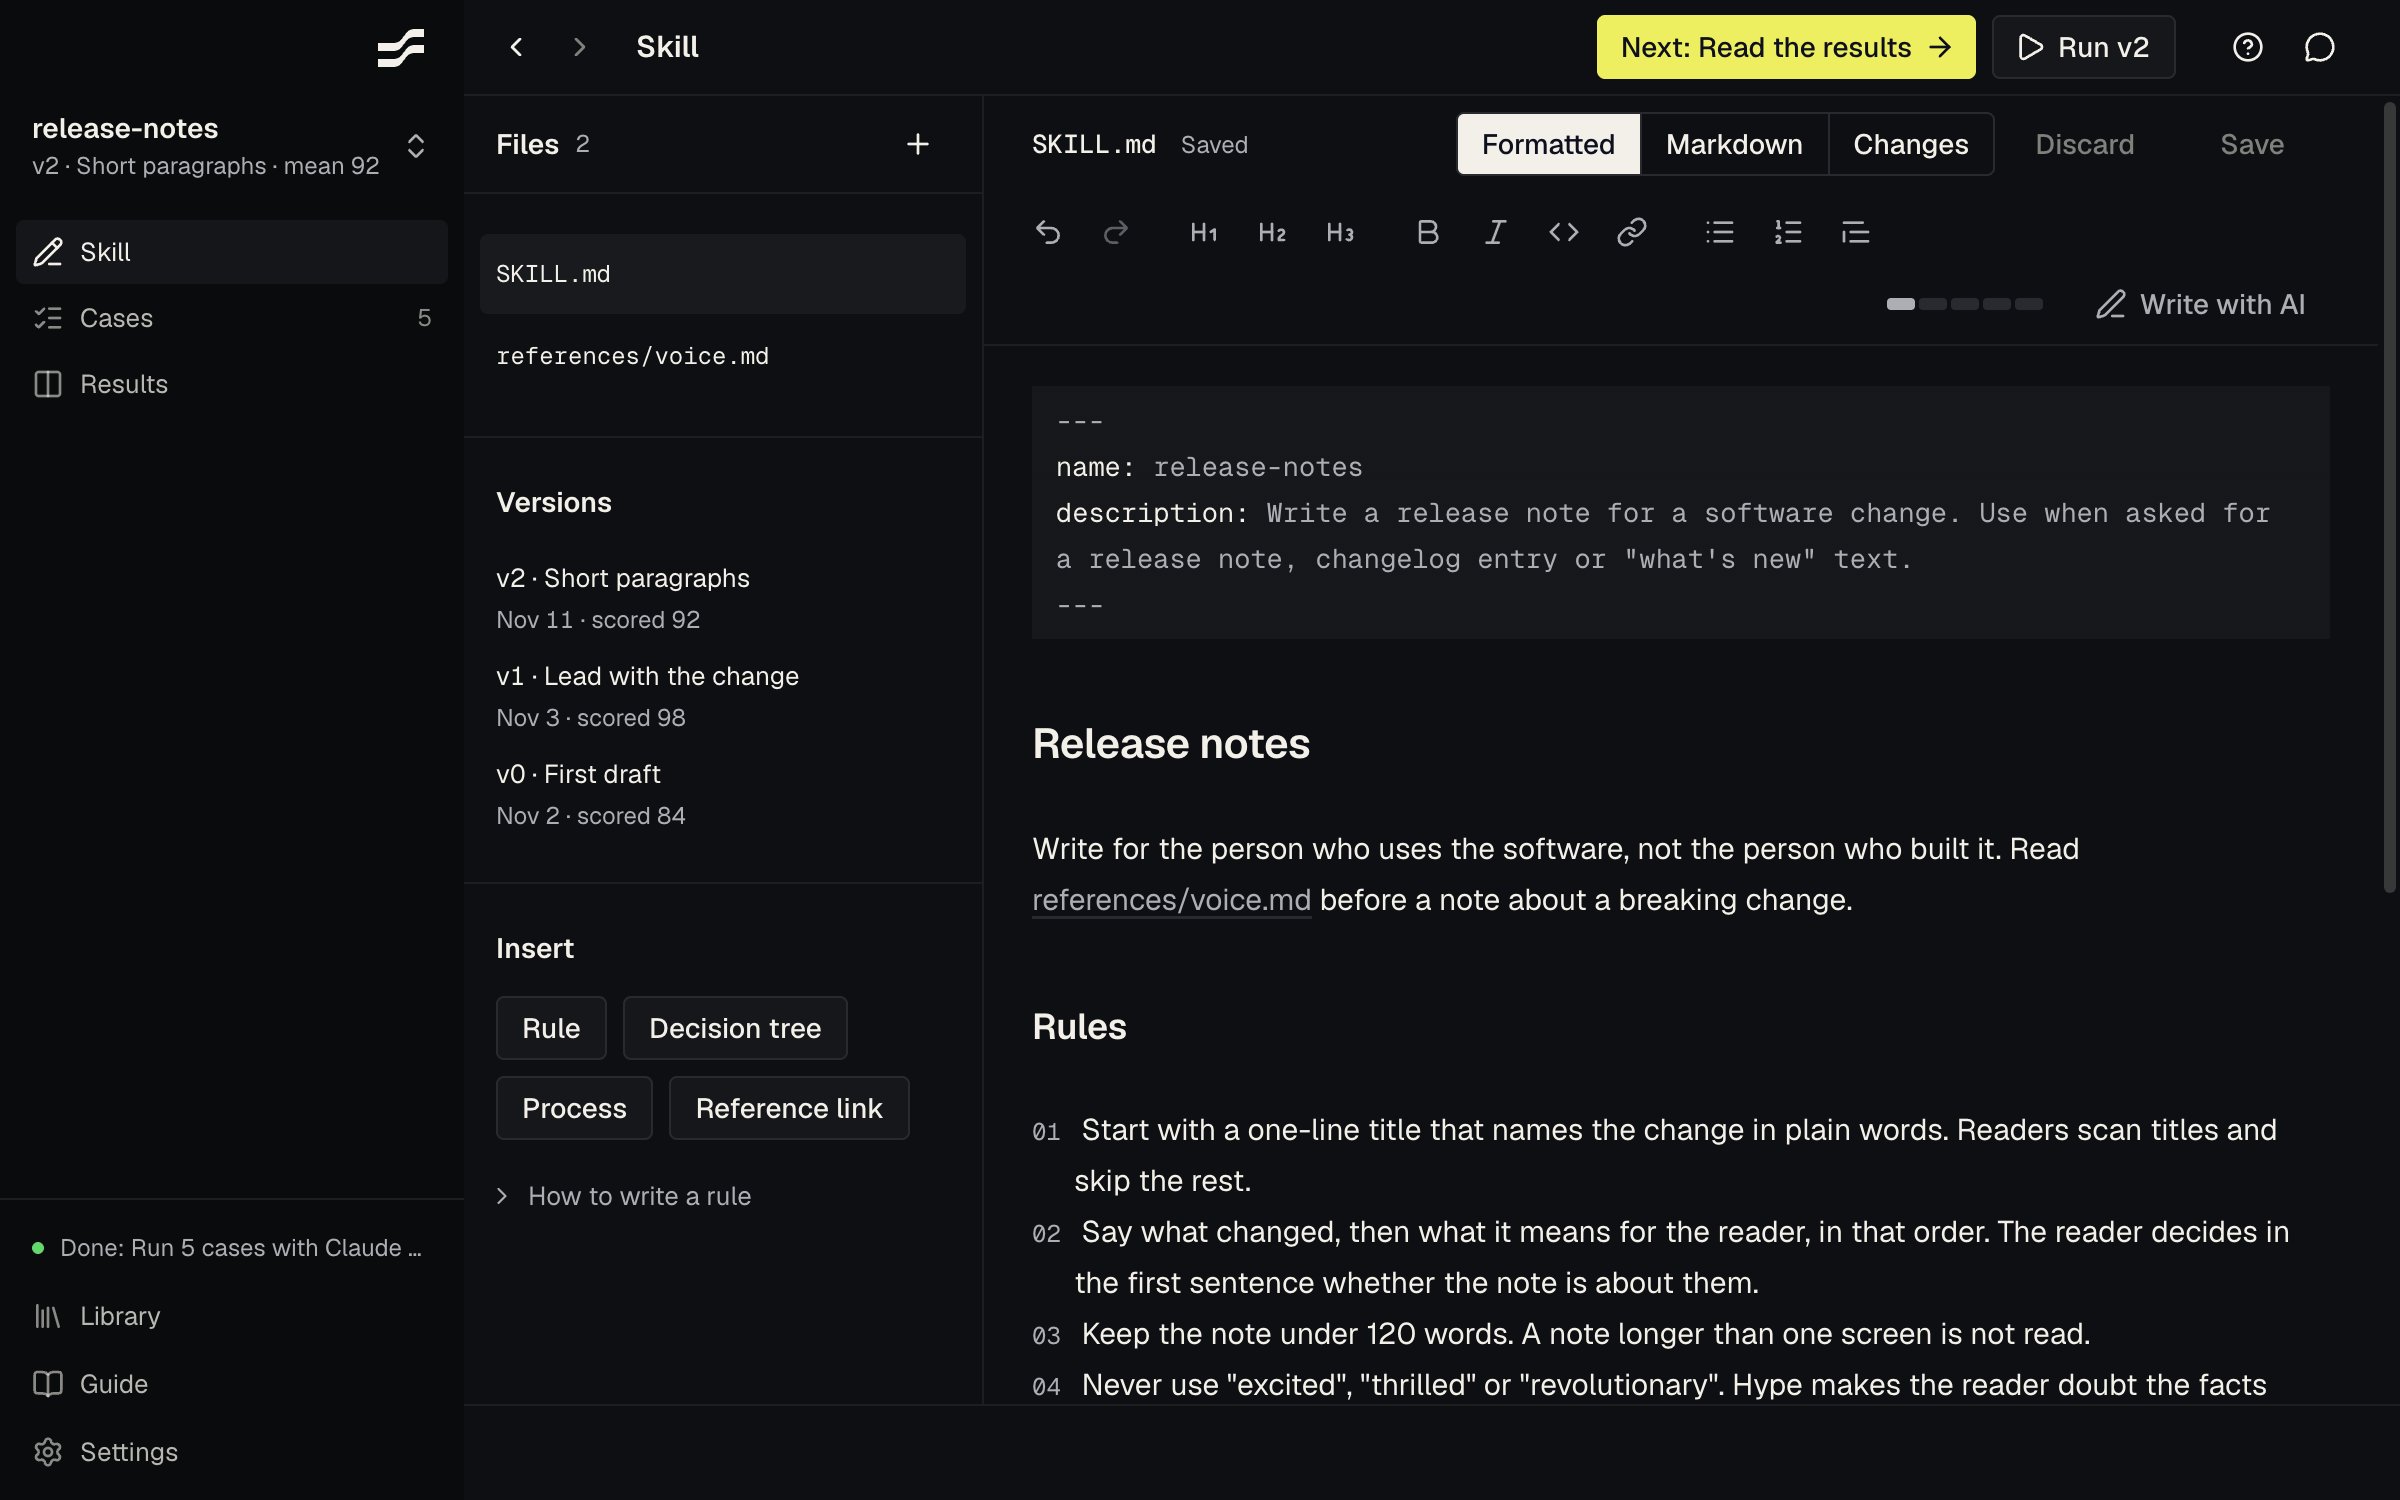 Skill
Next: Read the results
Run v2
release-notes
v2 · Short paragraphs · mean 92
Skill
Cases 5
Results
Done: Run 5 cases with Claude ...
Library
Guide
Settings
Files 2
SKILL.md
references/voice.md
Versions
v2 · Short paragraphs
Nov 11 · scored 92
v1 · Lead with the change
Nov 3 · scored 98
v0 · First draft
Nov 2 · scored 84
Insert
Rule
Decision tree
Process
Reference link
How to write a rule
SKILL.md Saved
Formatted
Markdown
Changes
Discard
Save
H1 H2 H3
Write with AI
---
name: release-notes
description: Write a release note for a software change. Use when asked for
a release note, changelog entry or "what's new" text.
---
Release notes
Write for the person who uses the software, not the person who built it. Read
references/voice.md before a note about a breaking change.
Rules
01 Start with a one-line title that names the change in plain words. Readers scan titles and
skip the rest.
02 Say what changed, then what it means for the reader, in that order. The reader decides in
the first sentence whether the note is about them.
03 Keep the note under 120 words. A note longer than one screen is not read.
04 Never use "excited", "thrilled" or "revolutionary". Hype makes the reader doubt the facts